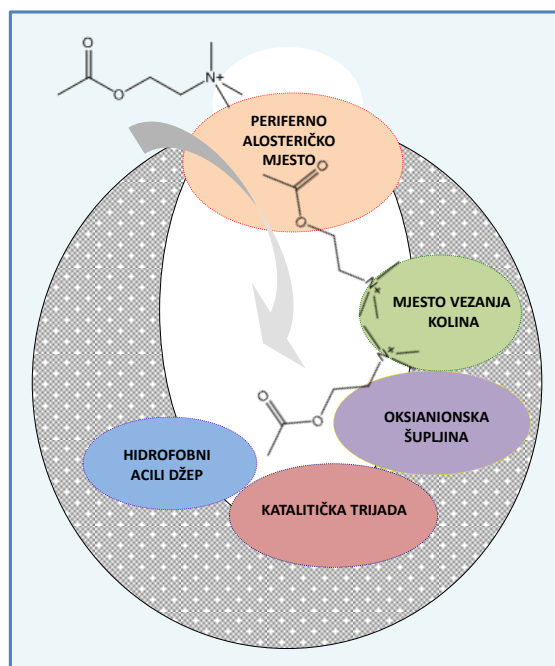 O
O
N+
PERIFERNO
ALOSTERIČKO
MJESTO
O
O
N
+
MJESTO VEZANJA
KOLINA
N
+
O
O
OKSIANIONSKA
ŠUPLJINA
HIDROFOBNI
ACILI DŽEP
KATALITIČKA TRIJADA